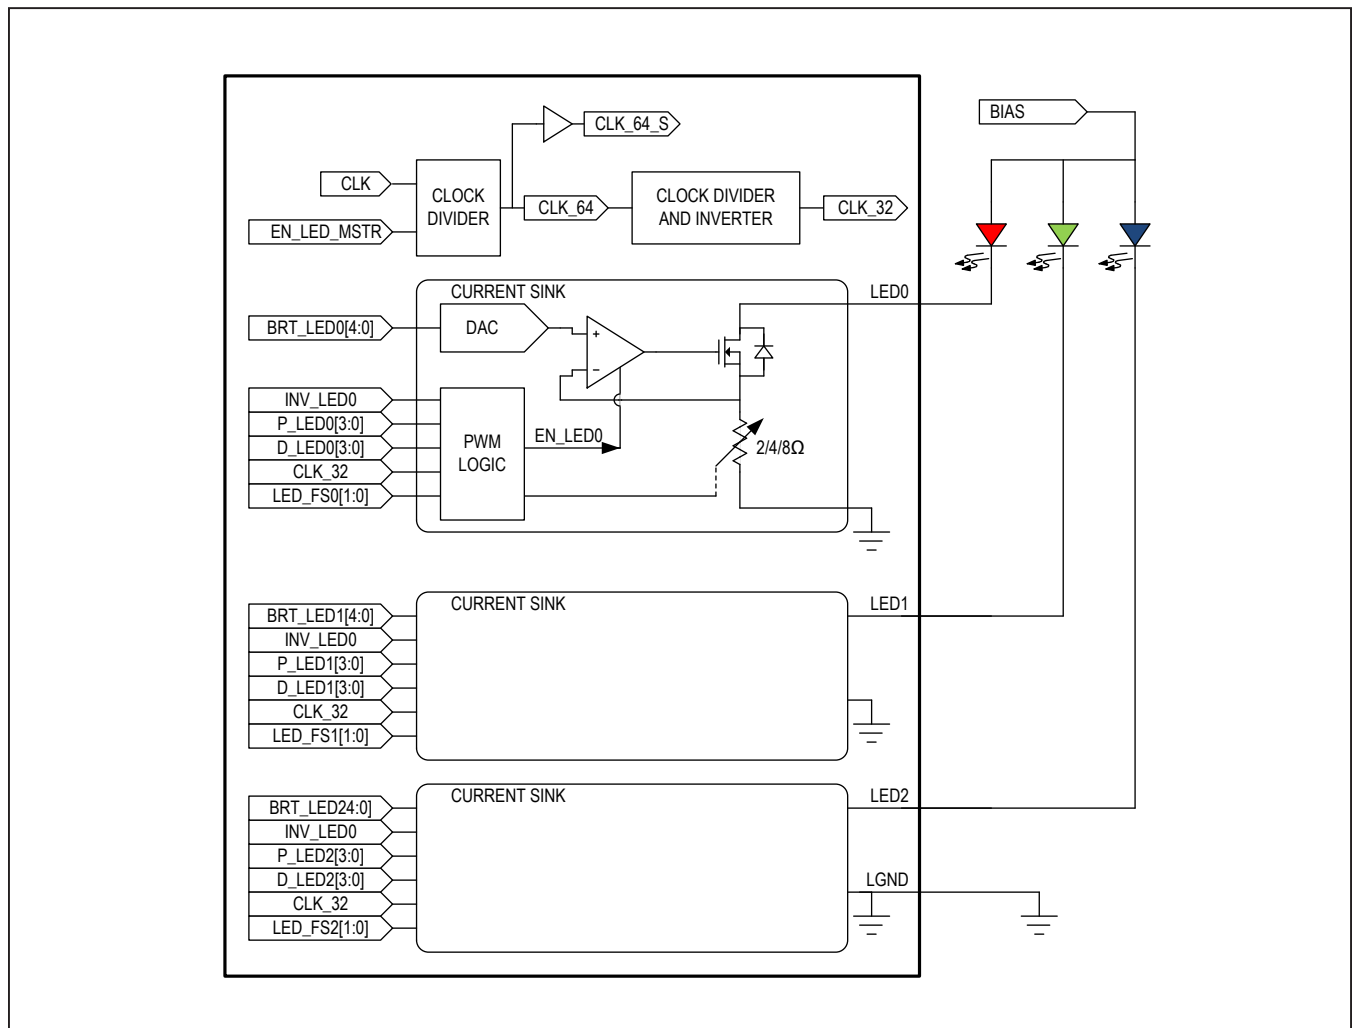 CLK_64_S
BIAS
CLK
CLOCK
DIVIDER
CLK_64
CLOCK DIVIDER
AND INVERTER
CLK_32
EN_LED_MSTR
CURRENT SINK
LED0
BRT_LED0[4:0]
DAC
+
–
INV_LED0
P_LED0[3:0]
D_LED0[3:0]
CLK_32
LED_FS0[1:0]
PWM
LOGIC
EN_LED0
2/4/8Ω
CURRENT SINK
LED1
BRT_LED1[4:0]
INV_LED0
P_LED1[3:0]
D_LED1[3:0]
CLK_32
LED_FS1[1:0]
CURRENT SINK
LED2
BRT_LED24:0]
INV_LED0
P_LED2[3:0]
D_LED2[3:0]
CLK_32
LED_FS2[1:0]
LGND